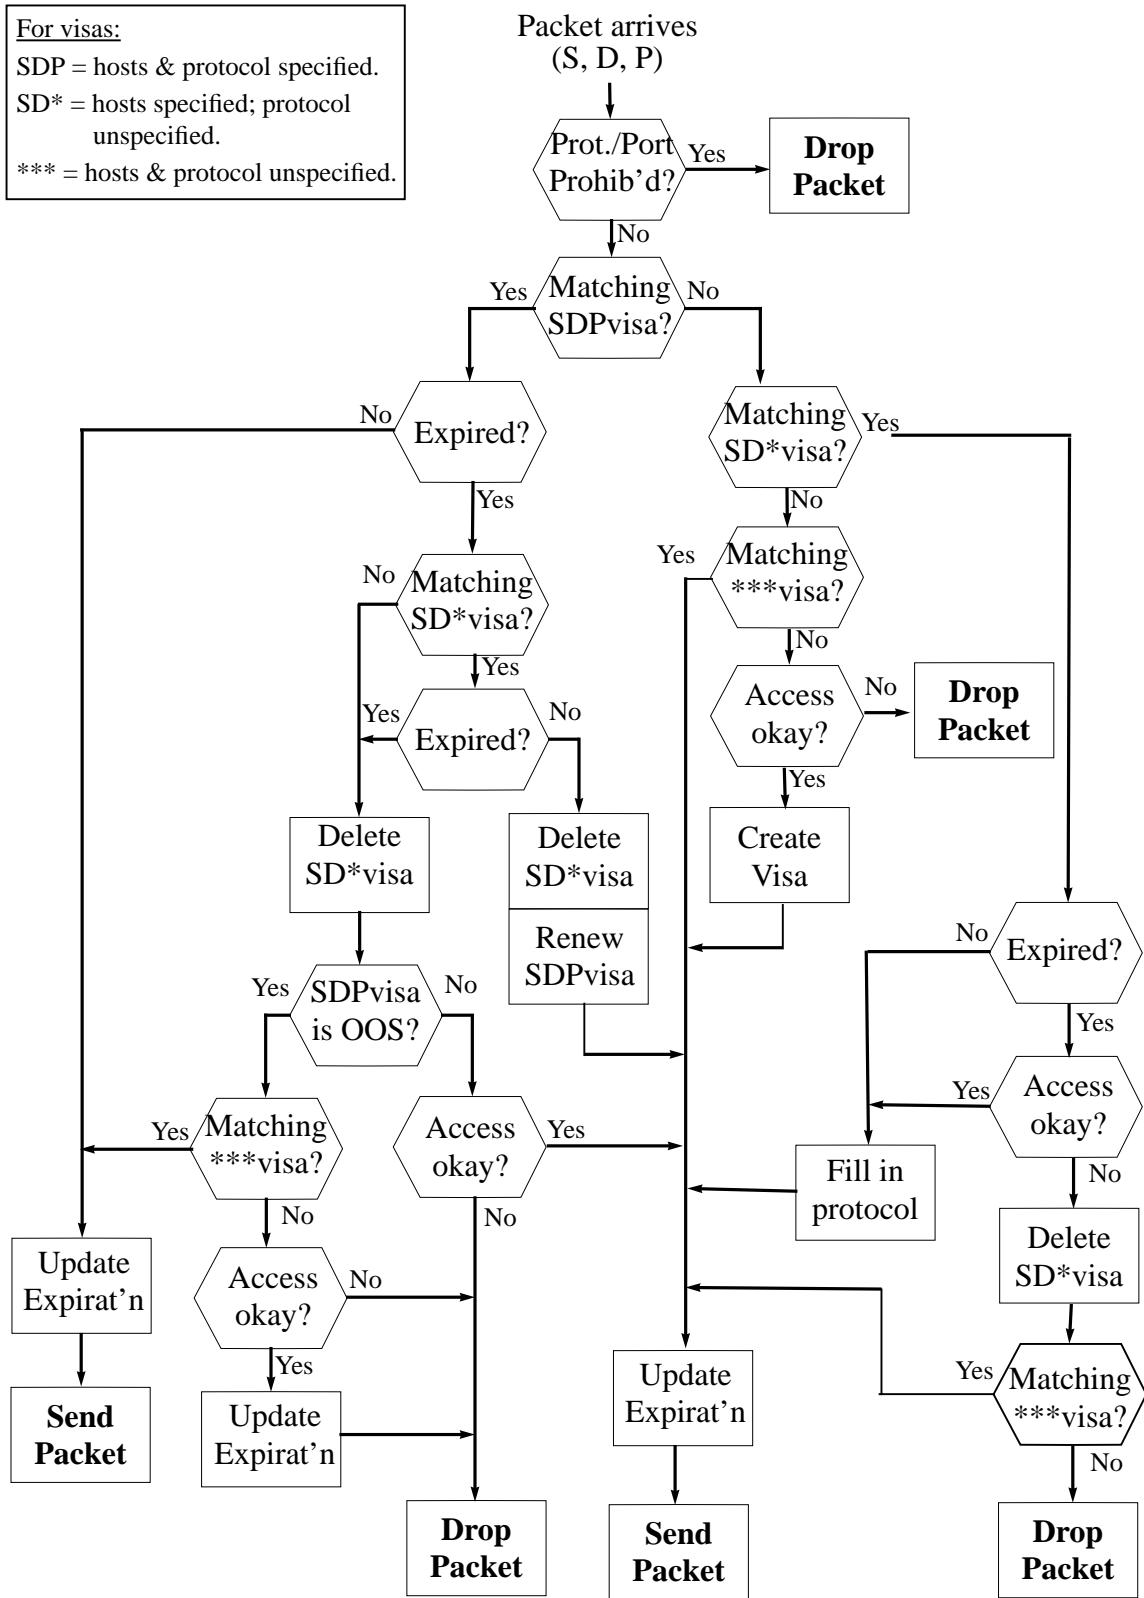 For visas:
SDP = hosts & protocol specified.
SD* = hosts specified; protocol
unspecified.
*** = hosts & protocol unspecified.
Packet arrives
(S, D, P)
Prot./Port
Prohib’d?
Yes
Drop
Packet
No
Matching
SDPvisa?
Yes
No
Expired?
No
Yes
Matching
SD*visa?
Yes
No
Matching
***visa?
Yes
No
Matching
SD*visa?
No
Yes
Expired?
Yes
No
Access
okay?
No
Drop
Packet
Yes
Create
Visa
Delete
SD*visa
Delete
SD*visa
Renew
SDPvisa
Expired?
No
Yes
SDPvisa
is OOS?
Yes
No
Access
okay?
Yes
No
Matching
***visa?
Yes
No
Access
okay?
Yes
No
Fill in
protocol
Delete
SD*visa
Update
Expirat’n
Access
okay?
No
Yes
Send
Packet
Update
Expirat’n
Update
Expirat’n
Matching
***visa?
Yes
No
Drop
Packet
Send
Packet
Drop
Packet